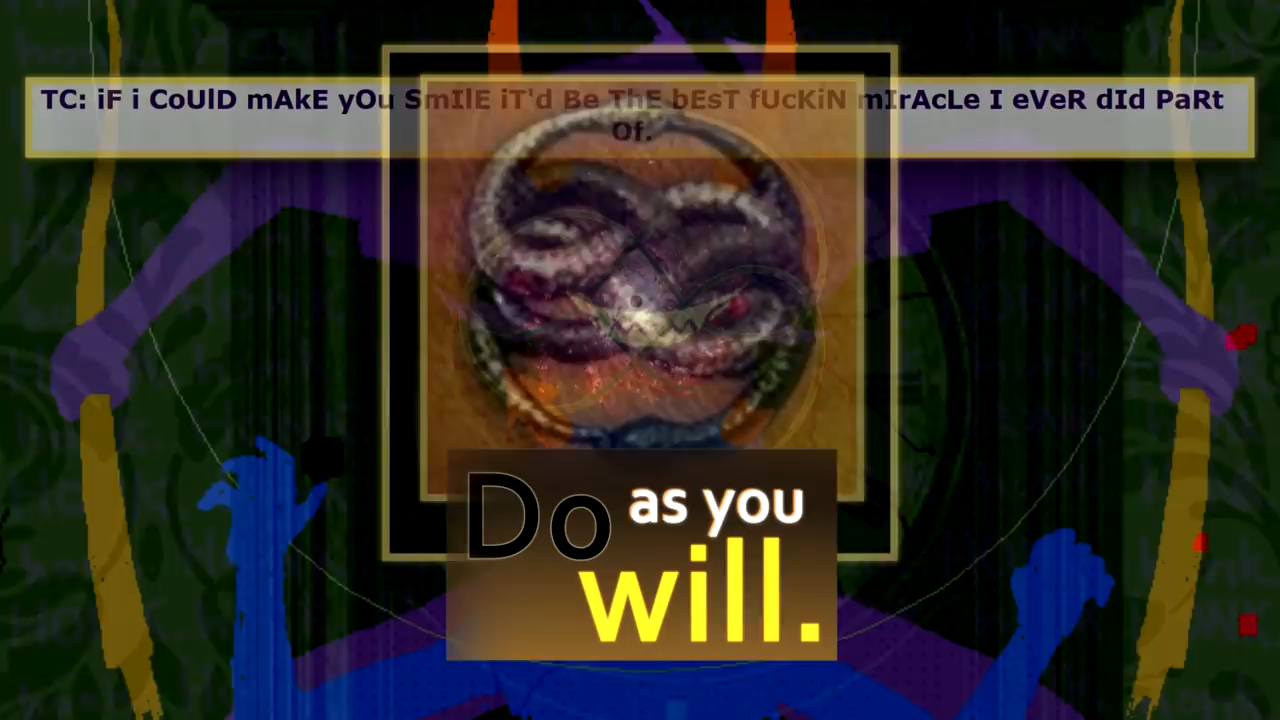 TC: iF i CoUlD mAkE yOu SmIlE iT'd Be ThE bEsT fUcKiN mIrAcLe I eVeR dId PaRt
Of.
Do as you
will.